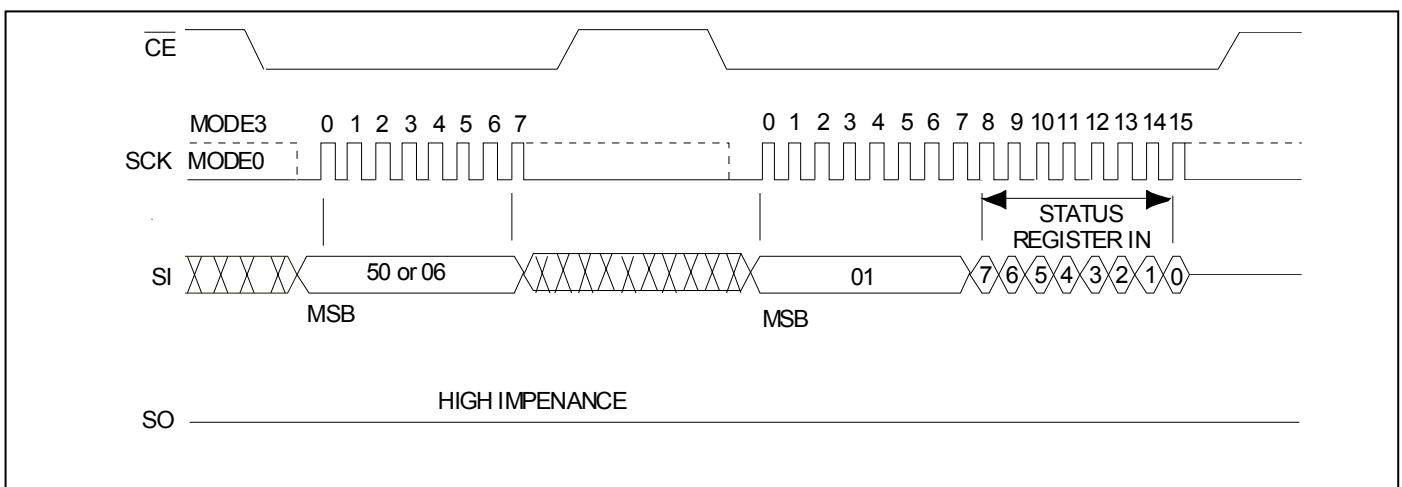 CE
MODE3 0 1 2 3 4 5 6 7 0 1 2 3 4 5 6 7 8 9 10 11 12 13 14 15
SCK MODE0
STATUS
REGISTER IN
SI 50 or 06 01 7 6 5 4 3 2 1 0
MSB MSB
HIGH IMPENANCE
SO